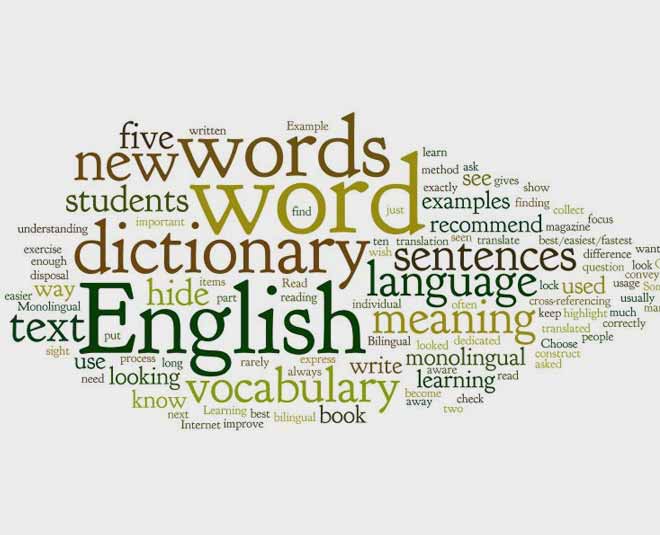 five written Example
new words learn
method ask
students word exactly see gives show
important find just examples finding collect
understanding dictionary recommend magazine focus
exercise ten translation seen translate best/easiest/fastest
enough wish sentences difference want
disposal items Read language question look
way hide lock used convey
easier part reading individual often cross-referencing usage
Monolingual English meaning keep highlight much usually
text put translated correctly
sight Bilingual looked dedicated Choose people
use process long rarely express write monolingual construct
need looking always aware learning read asked
know vocabulary become check
next Learning best bilingual book away two
Internet improve